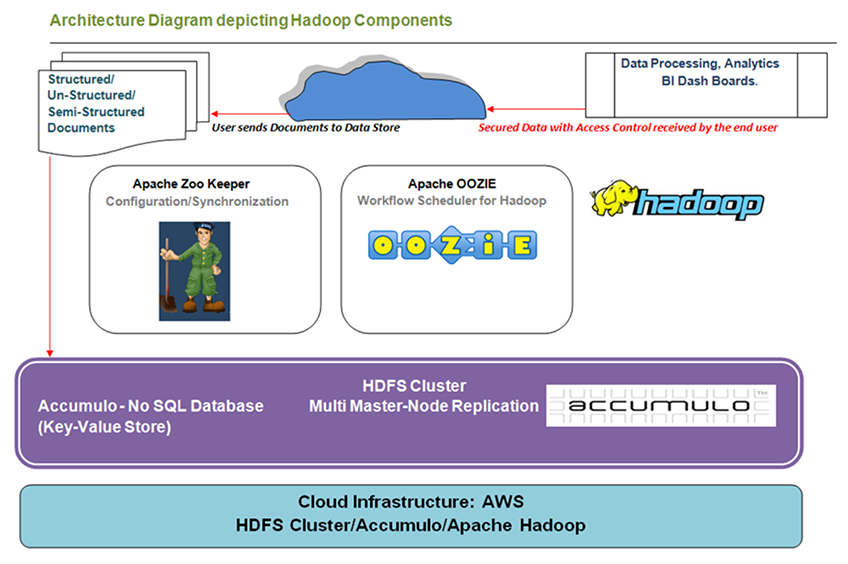 Architecture Diagram depicting Hadoop Components
Structured/
Un-Structured/
Semi-Structured
Documents
User sends Documents to Data Store
Data Processing, Analytics
BI Dash Boards.
Secured Data with Access Control received by the end user
Apache Zoo Keeper
Configuration/Synchronization
Apache OOZIE
Workflow Scheduler for Hadoop
OOZiE
hadoop
Accumulo - No SQL Database
(Key-Value Store)
HDFS Cluster
Multi Master-Node Replication
accumulo™
Cloud Infrastructure: AWS
HDFS Cluster/Accumulo/Apache Hadoop